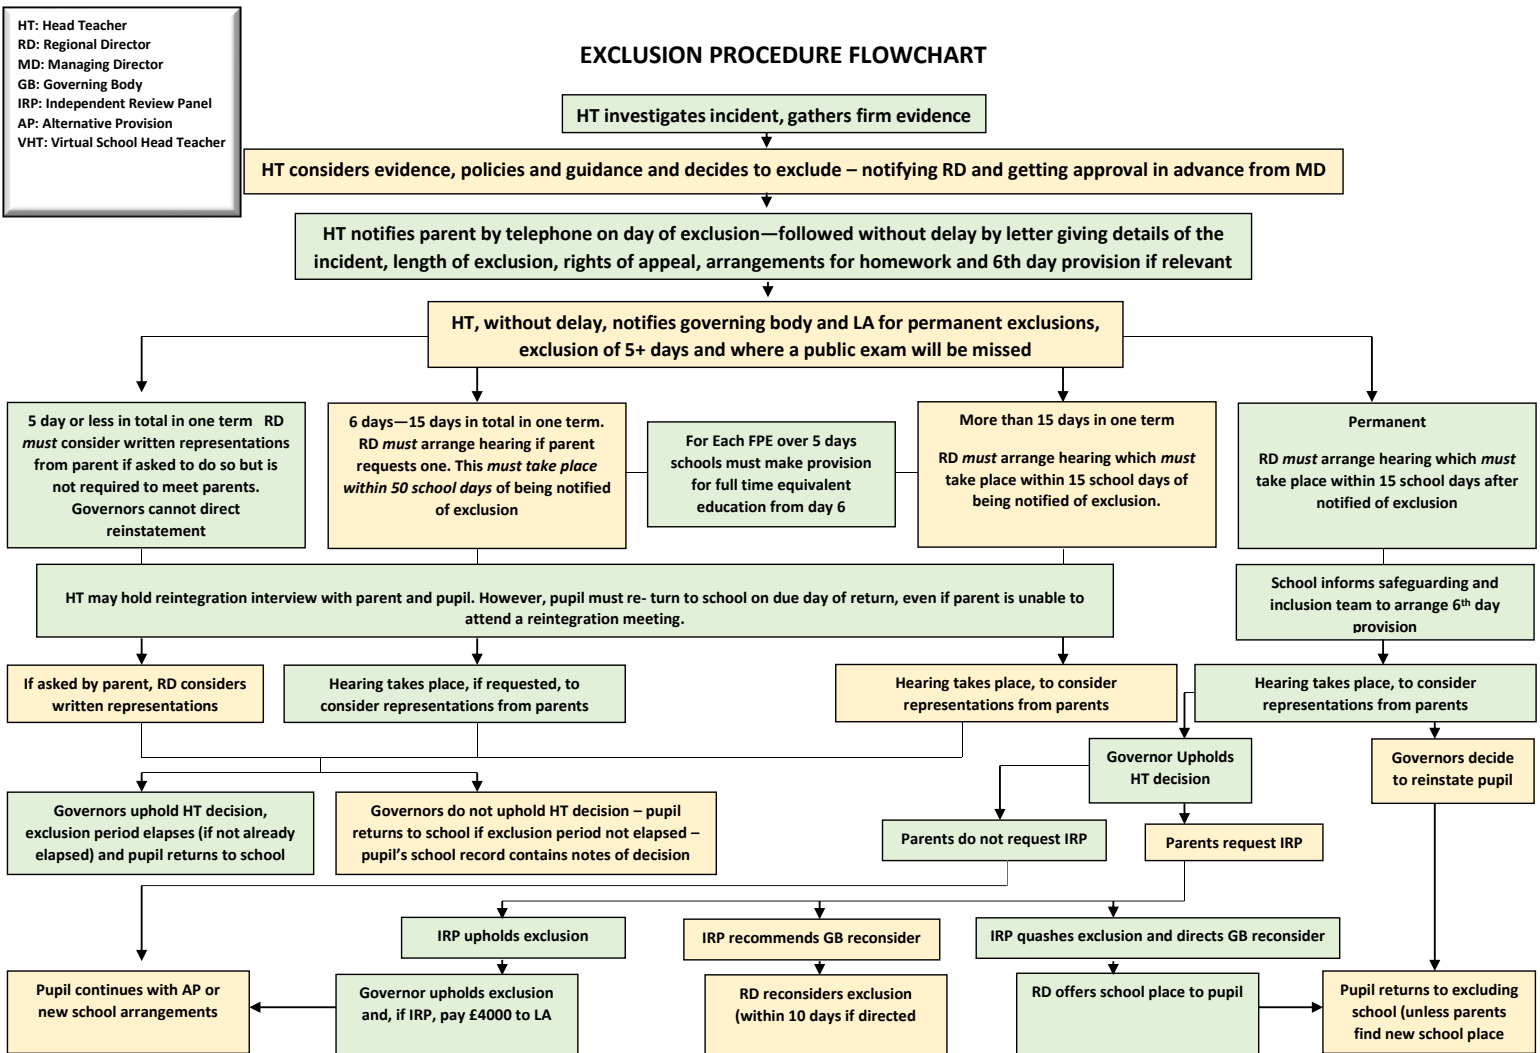 HT: Head Teacher
RD: Regional Director
MD: Managing Director
GB: Governing Body
IRP: Independent Review Panel
AP: Alternative Provision
VHT: Virtual School Head Teacher
EXCLUSION PROCEDURE FLOWCHART
HT investigates incident, gathers firm evidence
HT considers evidence, policies and guidance and decides to exclude – notifying RD and getting approval in advance from MD
HT notifies parent by telephone on day of exclusion—followed without delay by letter giving details of the
incident, length of exclusion, rights of appeal, arrangements for homework and 6th day provision if relevant
HT, without delay, notifies governing body and LA for permanent exclusions,
exclusion of 5+ days and where a public exam will be missed
5 day or less in total in one term RD
must consider written representations
from parent if asked to do so but is
not required to meet parents.
Governors cannot direct
reinstatement
6 days—15 days in total in one term.
RD must arrange hearing if parent
requests one. This must take place
within 50 school days of being notified
of exclusion
For Each FPE over 5 days
schools must make provision
for full time equivalent
education from day 6
More than 15 days in one term
RD must arrange hearing which must
take place within 15 school days of
being notified of exclusion.
Permanent
RD must arrange hearing which must
take place within 15 school days after
notified of exclusion
HT may hold reintegration interview with parent and pupil. However, pupil must re- turn to school on due day of return, even if parent is unable to
attend a reintegration meeting.
School informs safeguarding and
inclusion team to arrange 6th day
provision
If asked by parent, RD considers
written representations
Hearing takes place, if requested, to
consider representations from parents
Hearing takes place, to consider
representations from parents
Hearing takes place, to consider
representations from parents
Governor Upholds
HT decision
Governors decide
to reinstate pupil
Governors uphold HT decision,
exclusion period elapses (if not already
elapsed) and pupil returns to school
Governors do not uphold HT decision – pupil
returns to school if exclusion period not elapsed –
pupil's school record contains notes of decision
Parents do not request IRP
Parents request IRP
IRP upholds exclusion
IRP recommends GB reconsider
IRP quashes exclusion and directs GB reconsider
Pupil continues with AP or
new school arrangements
Governor upholds exclusion
and, if IRP, pay £4000 to LA
RD reconsiders exclusion
(within 10 days if directed
RD offers school place to pupil
Pupil returns to excluding
school (unless parents
find new school place